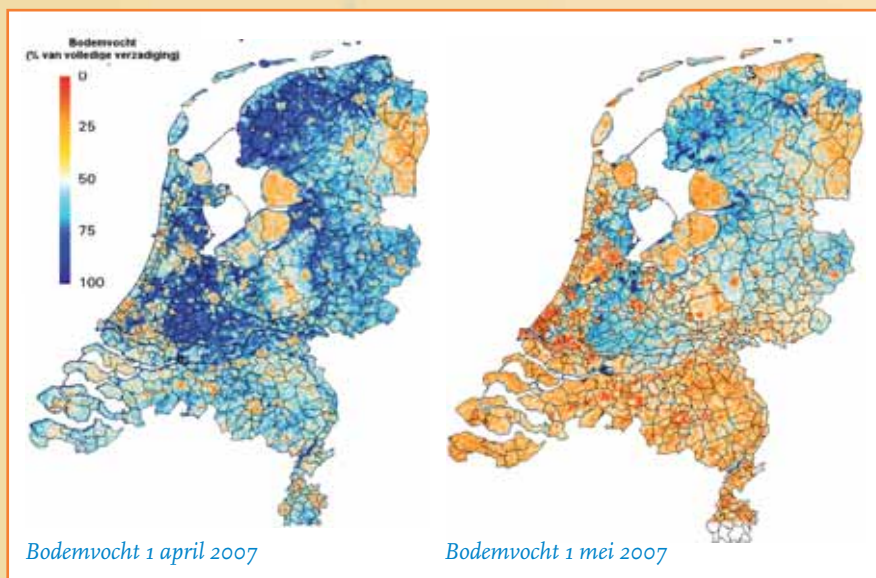 Bodemvocht
(% van volledige verzadiging)
0
25
50
75
100
Bodemvocht 1 april 2007
Bodemvocht 1 mei 2007